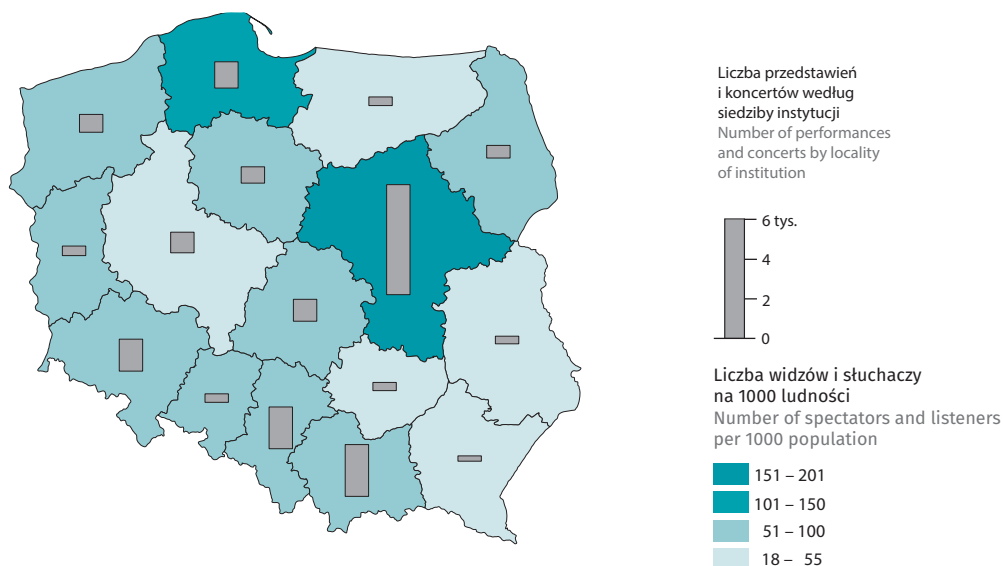 Liczba przedstawień
i koncertów według
siedziby instytucji
Number of performances
and concerts by locality
of institution
6 tys.
4
2
0
Liczba widzów i słuchaczy
na 1000 ludności
Number of spectators and listeners
per 1000 population
151 – 201
101 – 150
51 – 100
18 – 55